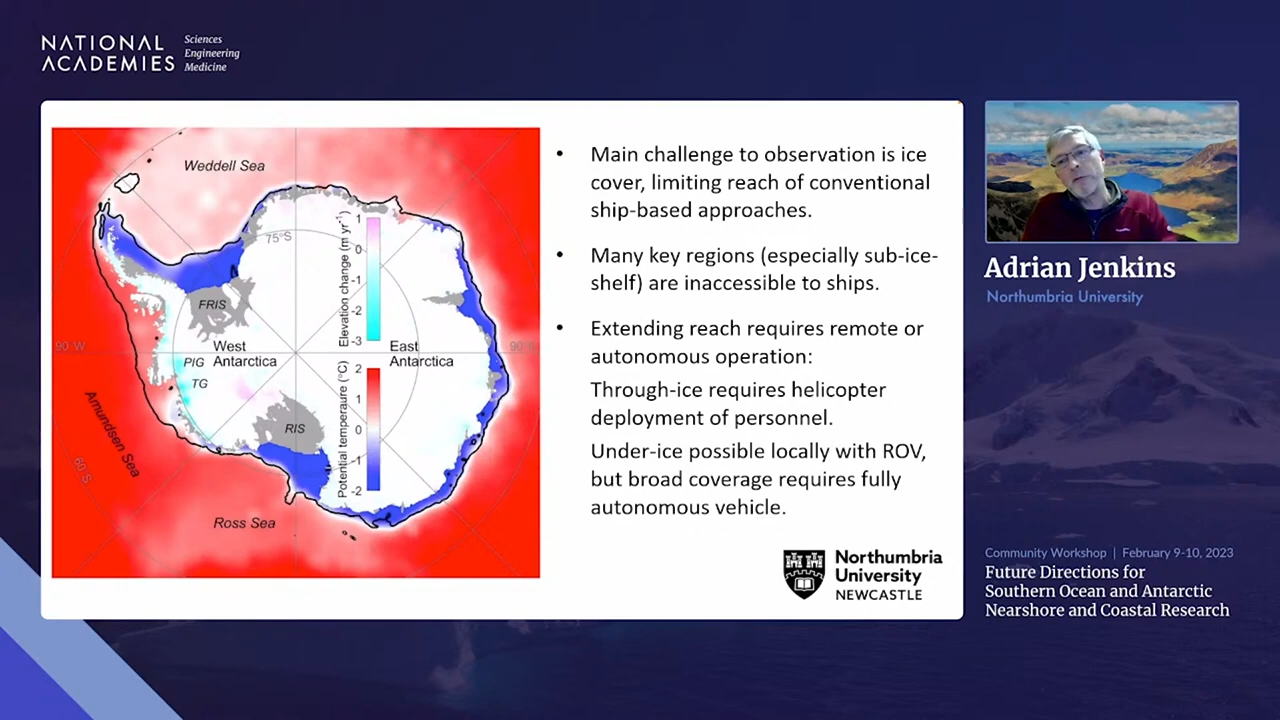 NATIONAL
ACADEMIES
Sciences
Engineering
Medicine
Weddell Sea
75°S
FRIS
90 W
West
Antarctica
PIG
TG
East
Antarctica
RIS
Amundsen Sea
60 S
Ross Sea
Elevation change (m yr⁻¹)
1
0
-1
-2
-3
Potential temperaure (°C)
2
1
0
-1
-2
• Main challenge to observation is ice
cover, limiting reach of conventional
ship-based approaches.
• Many key regions (especially sub-ice-
shelf) are inaccessible to ships.
• Extending reach requires remote or
autonomous operation:
Through-ice requires helicopter
deployment of personnel.
Under-ice possible locally with ROV,
but broad coverage requires fully
autonomous vehicle.
Northumbria
University
NEWCASTLE
Adrian Jenkins
Northumbria University
Community Workshop | February 9-10, 2023
Future Directions for
Southern Ocean and Antarctic
Nearshore and Coastal Research